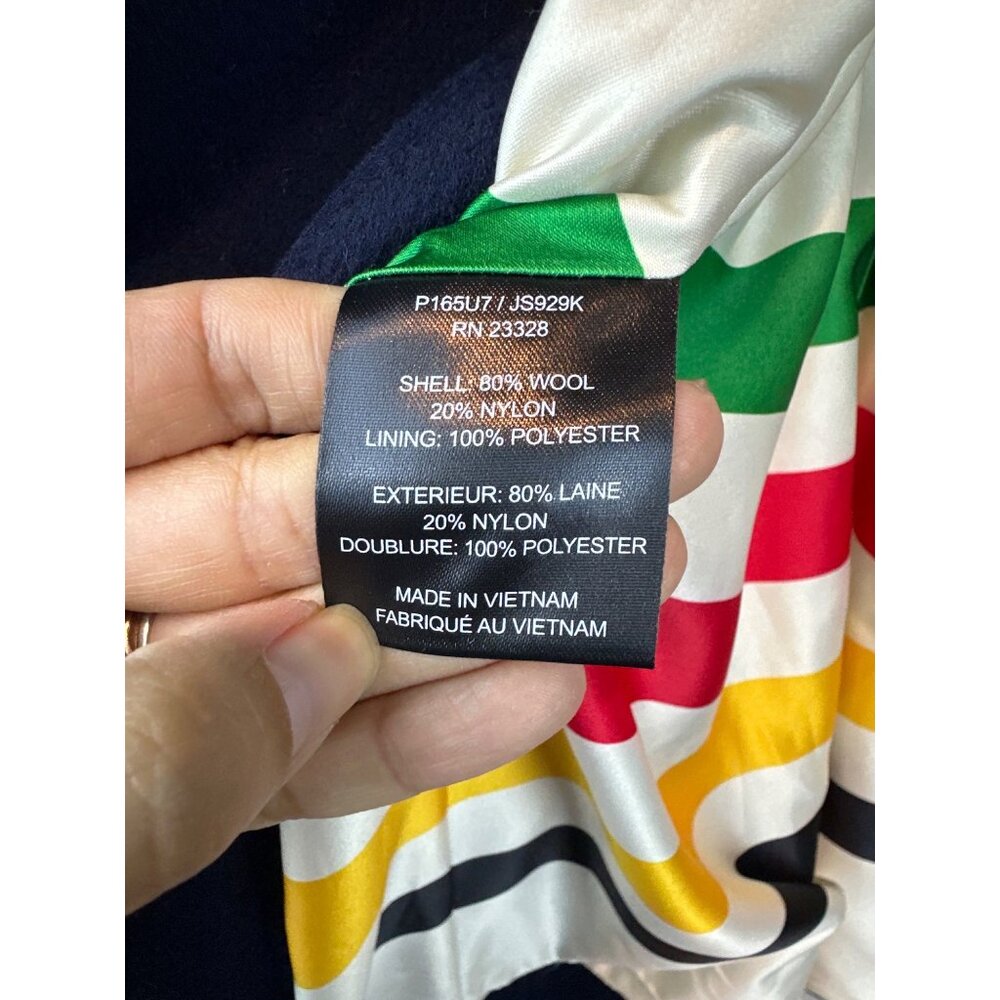 P165U7 / JS929K
RN 23328
SHELL: 80% WOOL
20% NYLON
LINING: 100% POLYESTER
EXTERIEUR: 80% LAINE
20% NYLON
DOUBLURE: 100% POLYESTER
MADE IN VIETNAM
FABRIQUÉ AU VIETNAM